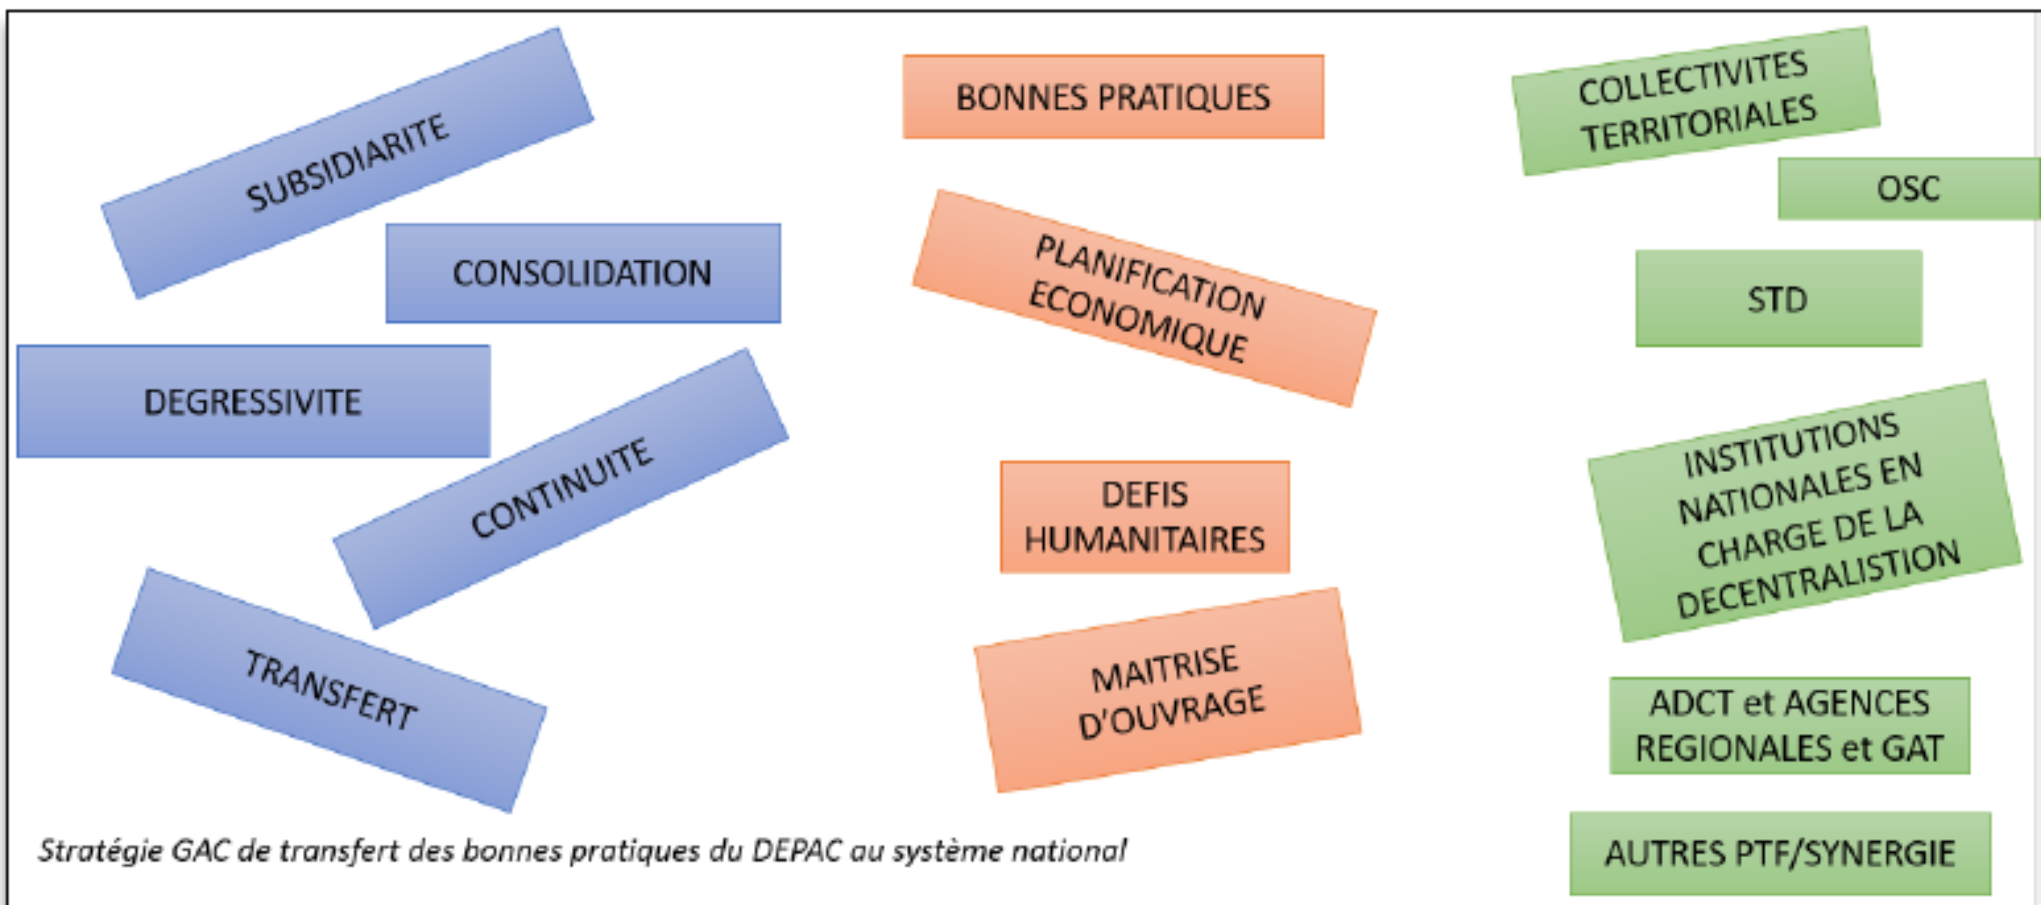 SUBSIDIARITE
CONSOLIDATION
DEGRESSIVITE
CONTINUITE
TRANSFERT
BONNES PRATIQUES
PLANIFICATION
ECONOMIQUE
DEFIS
HUMANITAIRES
MAITRISE
D'OUVRAGE
COLLECTIVITES
TERRITORIALES
OSC
STD
INSTITUTIONS
NATIONALES EN
CHARGE DE LA
DECENTRALISTION
ADCT et AGENCES
REGIONALES et GAT
AUTRES PTF/SYNERGIE
Stratégie GAC de transfert des bonnes pratiques du DEPAC au système national